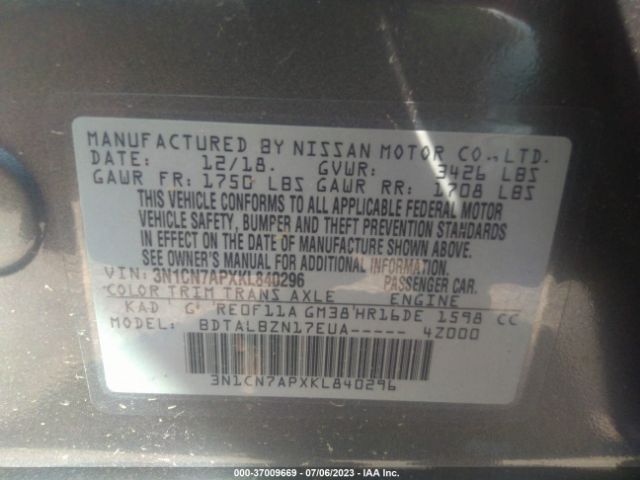 MANUFACTURED BY NISSAN MOTOR CO.,LTD.
DATE: 12/18. GVWR: 3426 LBS
GAWR FR: 1750 LBS GAWR RR: 1708 LBS
THIS VEHICLE CONFORMS TO ALL APPLICABLE FEDERAL MOTOR
VEHICLE SAFETY, BUMPER AND THEFT PREVENTION STANDARDS
IN EFFECT ON THE DATE OF MANUFACTURE SHOWN ABOVE.
SEE OWNER'S MANUAL FOR ADDITIONAL INFORMATION.
VIN: 3N1CN7APXKL840296 PASSENGER CAR.
COLOR TRIM TRANS AXLE ENGINE
KAD G RE0F11A GM38 HR16DE 1598 CC
MODEL: BDTALBZN17EUA----- 4Z000
3N1CN7APXKL840296
000-37009669 - 07/06/2023 - IAA Inc.